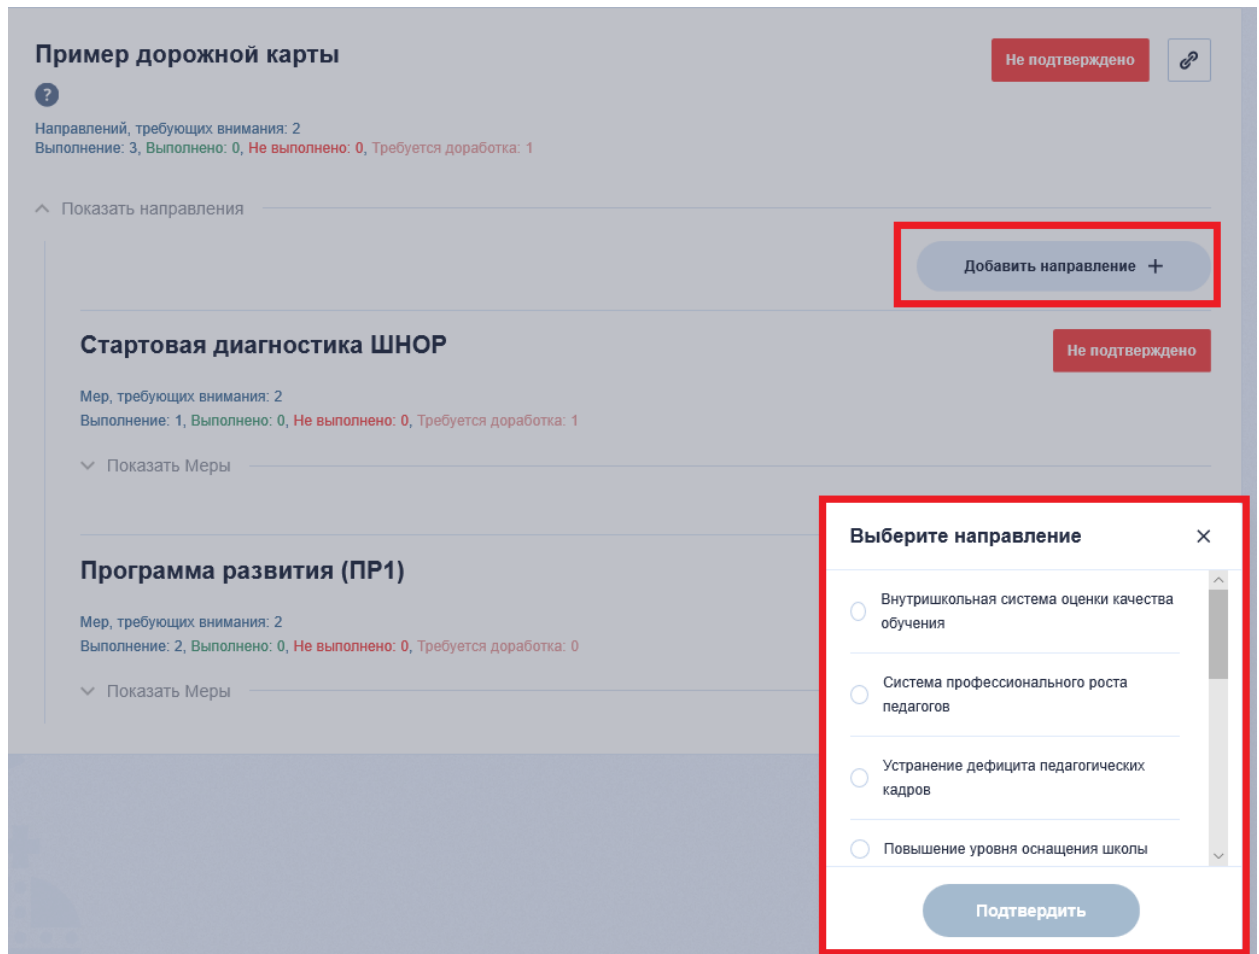 Пример дорожной карты
Не подтверждено
?
Направлений, требующих внимания: 2
Выполнение: 3, Выполнено: 0, Не выполнено: 0, Требуется доработка: 1
Показать направления
Добавить направление +
Стартовая диагностика ШНОР
Не подтверждено
Мер, требующих внимания: 2
Выполнение: 1, Выполнено: 0, Не выполнено: 0, Требуется доработка: 1
Показать Меры
Программа развития (ПР1)
Мер, требующих внимания: 2
Выполнение: 2, Выполнено: 0, Не выполнено: 0, Требуется доработка: 0
Показать Меры
Выберите направление
Внутришкольная система оценки качества
обучения
Система профессионального роста
педагогов
Устранение дефицита педагогических
кадров
Повышение уровня оснащения школы
Подтвердить